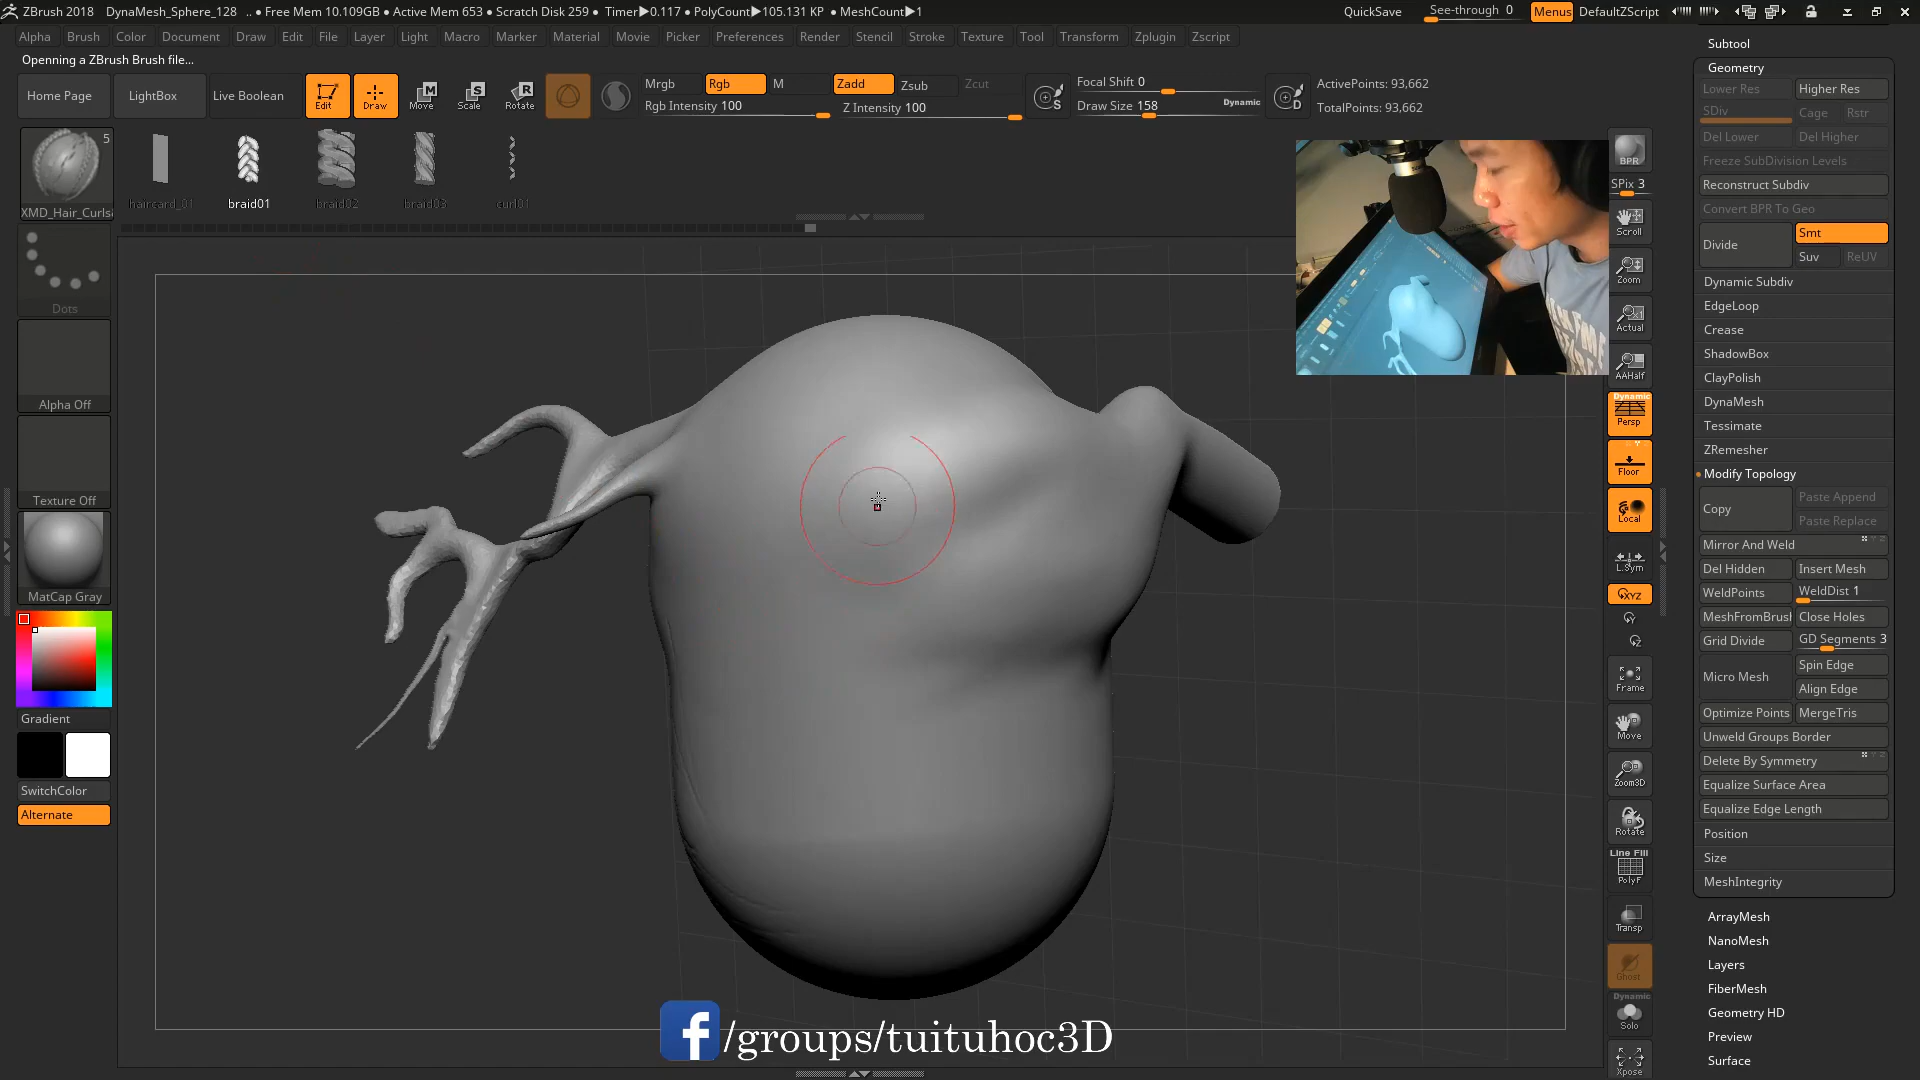 ZBrush 2018 DynaMesh_Sphere_128 .. ● Free Mem 10.109GB ● Active Mem 653 ● Scratch Disk 259 ● Timer▶0.117 ● PolyCount▶105.131 KP ● MeshCount▶1
QuickSave See-through 0 Menus DefaultZScript
Alpha Brush Color Document Draw Edit File Layer Light Macro Marker Material Movie Picker Preferences Render Stencil Stroke Texture Tool Transform Zplugin Zscript
Openning a ZBrush Brush file...
Home Page LightBox Live Boolean Edit Draw Move Scale Rotate
Mrgb Rgb M Zadd Zsub Zcut
Rgb Intensity 100 Z Intensity 100
Focal Shift 0
Draw Size 158 Dynamic
ActivePoints: 93,662
TotalPoints: 93,662
5
XMD_Hair_Curls
haircard_01 braid01 braid02 braid03 curl01
Dots
Alpha Off
Texture Off
MatCap Gray
Gradient
SwitchColor
Alternate
BPR
SPix 3
Scroll
Zoom
Actual
AAHalf
Dynamic
Persp
Floor
Local
L.Sym
XYZ
Frame
Move
Zoom3D
Rotate
Line Fill
PolyF
Transp
Ghost
Dynamic
Solo
Xpose
Subtool
Geometry
Lower Res Higher Res
SDiv Cage Rstr
Del Lower Del Higher
Freeze SubDivision Levels
Reconstruct Subdiv
Convert BPR To Geo
Divide Smt
Suv ReUV
Dynamic Subdiv
EdgeLoop
Crease
ShadowBox
ClayPolish
DynaMesh
Tessimate
ZRemesher
Modify Topology
Copy Paste Append
Paste Replace
Mirror And Weld
Del Hidden Insert Mesh
WeldPoints WeldDist 1
MeshFromBrusl Close Holes
Grid Divide GD Segments 3
Micro Mesh Spin Edge
Align Edge
Optimize Points MergeTris
Unweld Groups Border
Delete By Symmetry
Equalize Surface Area
Equalize Edge Length
Position
Size
MeshIntegrity
ArrayMesh
NanoMesh
Layers
FiberMesh
Geometry HD
Preview
Surface
f/groups/tuituhoc3D